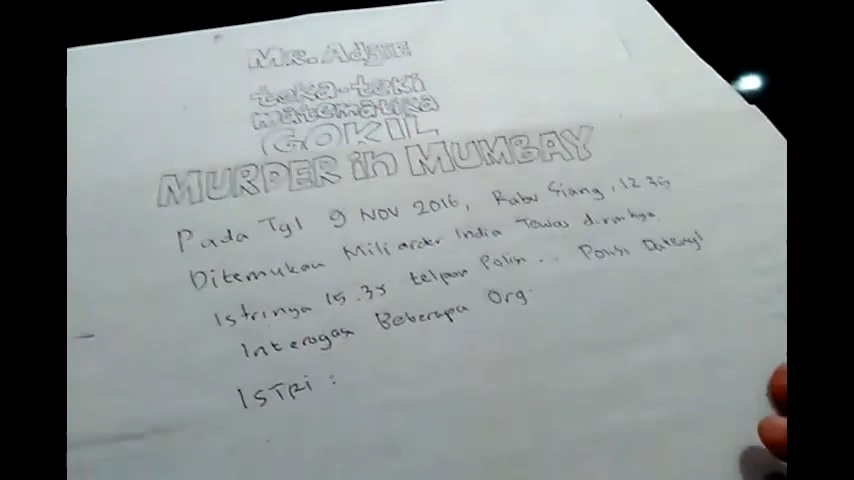 Mr. Adjie
teka-teki
matematika
GOKIL
MURDER in MUMBAY
Pada Tgl 9 NOV 2016, Rabu Siang, 12.35
Ditemukan Miliarder India Tewas dirmhnya.
Istrinya 15.35 telpon Polisi .. Polisi Datang/
Interogasi Beberapa Org.
ISTRI :